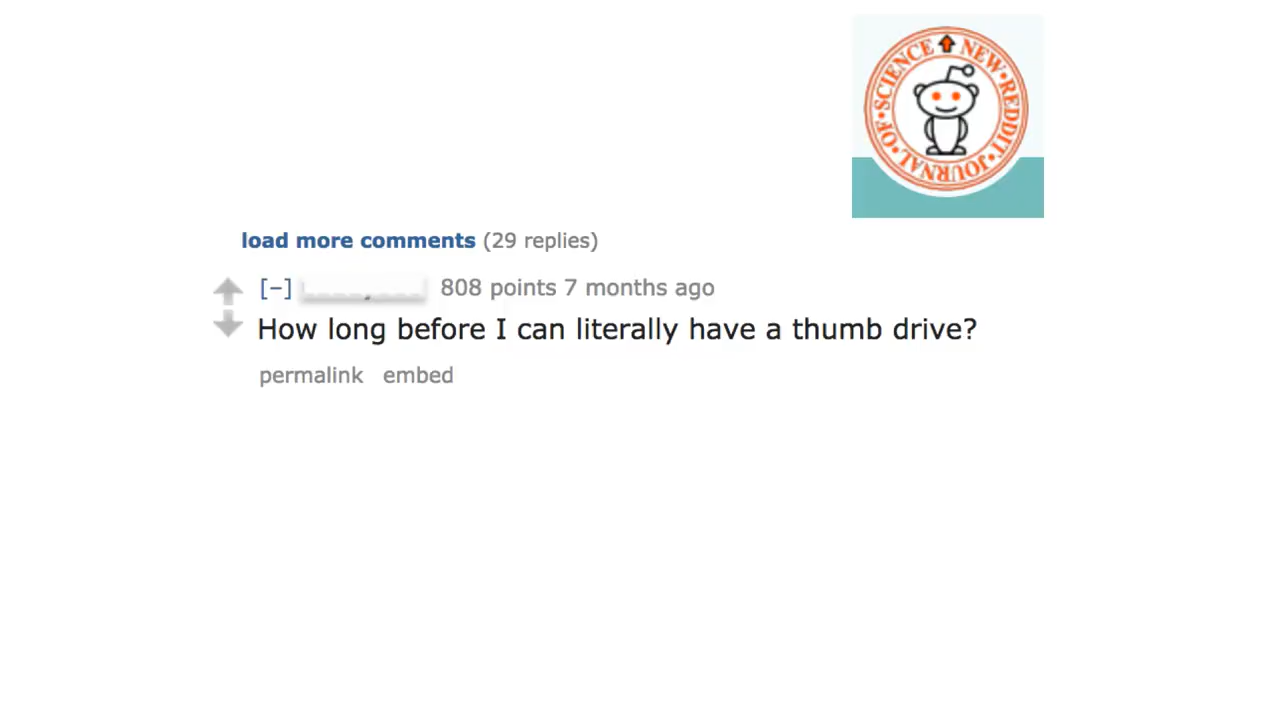 NEW • REDDIT • JOURNAL • OF • SCIENCE
load more comments (29 replies)
[–] 808 points 7 months ago
How long before I can literally have a thumb drive?
permalink embed